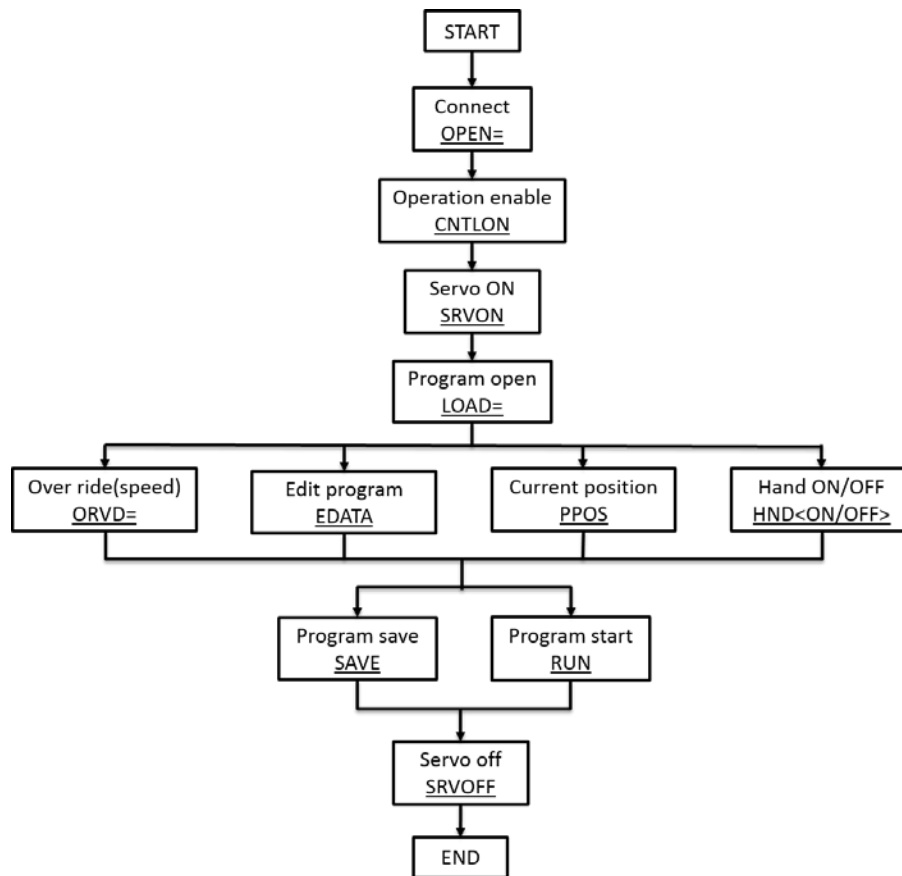 START
Connect
OPEN=
Operation enable
CNTLON
Servo ON
SRVON
Program open
LOAD=
Over ride(speed)
ORVD=
Edit program
EDATA
Current position
PPOS
Hand ON/OFF
HND<ON/OFF>
Program save
SAVE
Program start
RUN
Servo off
SRVOFF
END